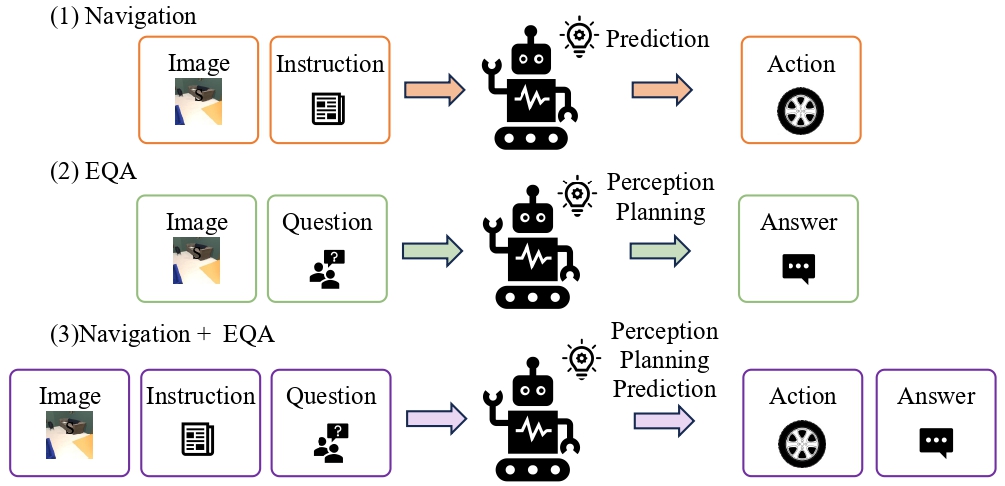 (1) Navigation
Image
Instruction
S
Prediction
Action
(2) EQA
Image
Question
S
?
Perception
Planning
Answer
(3)Navigation + EQA
Image
Instruction
Question
S
?
Perception
Planning
Prediction
Action
Answer